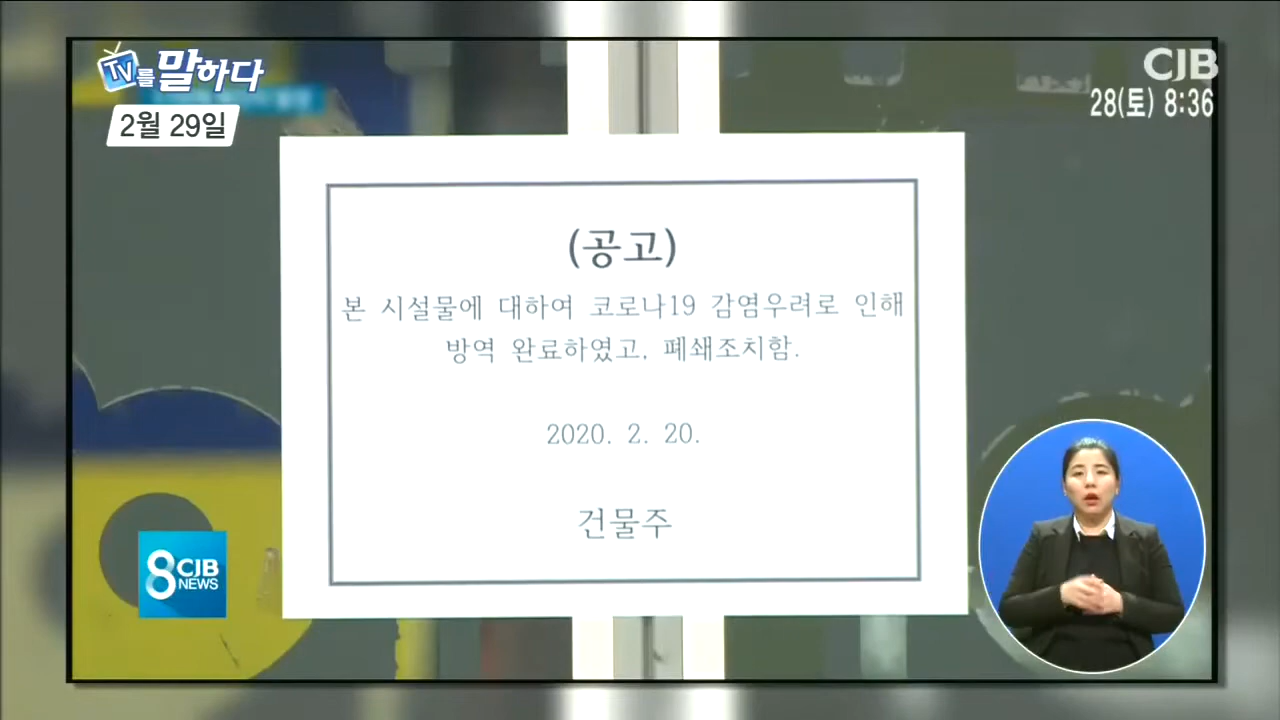 TV를 말하다
CJB
28(토) 8:36
2월 29일
(공고)
본 시설물에 대하여 코로나19 감염우려로 인해
방역 완료하였고, 폐쇄조치함.
2020. 2. 20.
건물주
8 CJB
NEWS